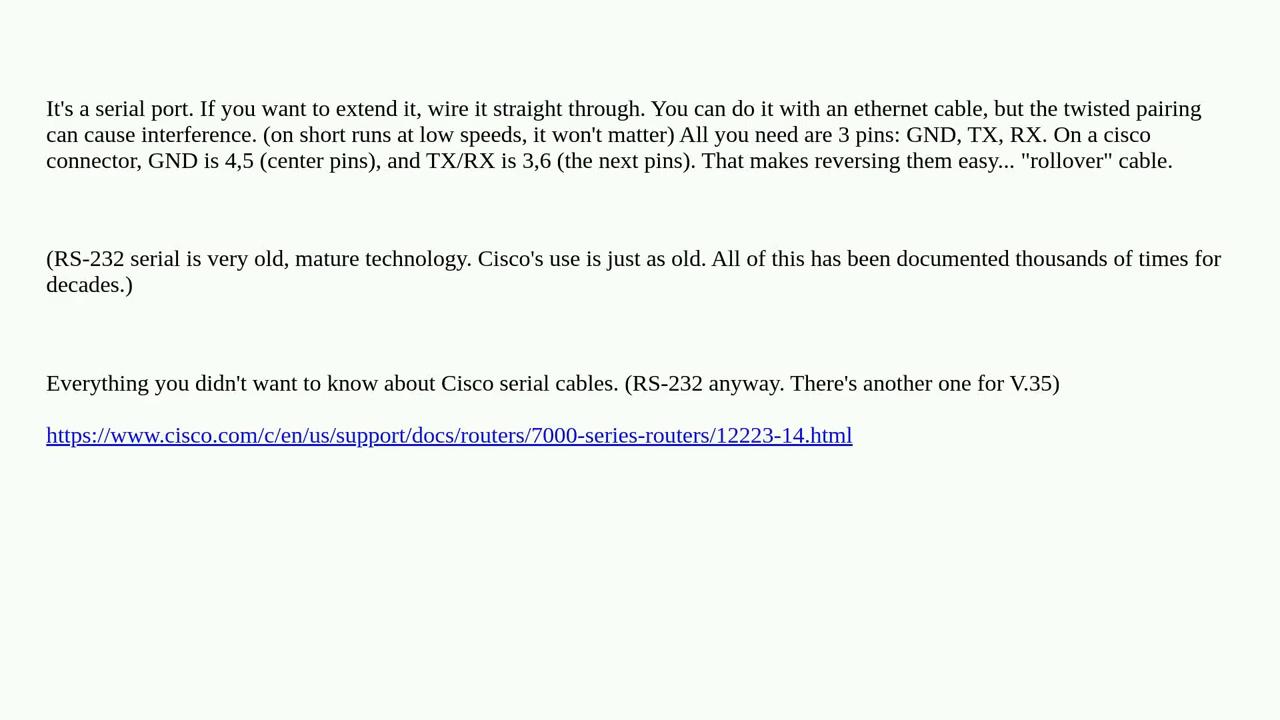 It's a serial port. If you want to extend it, wire it straight through. You can do it with an ethernet cable, but the twisted pairing
can cause interference. (on short runs at low speeds, it won't matter) All you need are 3 pins: GND, TX, RX. On a cisco
connector, GND is 4,5 (center pins), and TX/RX is 3,6 (the next pins). That makes reversing them easy... "rollover" cable.
(RS-232 serial is very old, mature technology. Cisco's use is just as old. All of this has been documented thousands of times for
decades.)
Everything you didn't want to know about Cisco serial cables. (RS-232 anyway. There's another one for V.35)
https://www.cisco.com/c/en/us/support/docs/routers/7000-series-routers/12223-14.html